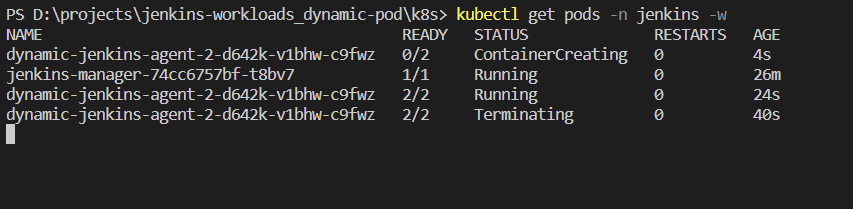 PS D:\projects\jenkins-workloads_dynamic-pod\k8s> kubectl get pods -n jenkins -w
NAME READY STATUS RESTARTS AGE
dynamic-jenkins-agent-2-d642k-v1bhw-c9fwz 0/2 ContainerCreating 0 4s
jenkins-manager-74cc6757bf-t8bv7 1/1 Running 0 26m
dynamic-jenkins-agent-2-d642k-v1bhw-c9fwz 2/2 Running 0 24s
dynamic-jenkins-agent-2-d642k-v1bhw-c9fwz 2/2 Terminating 0 40s